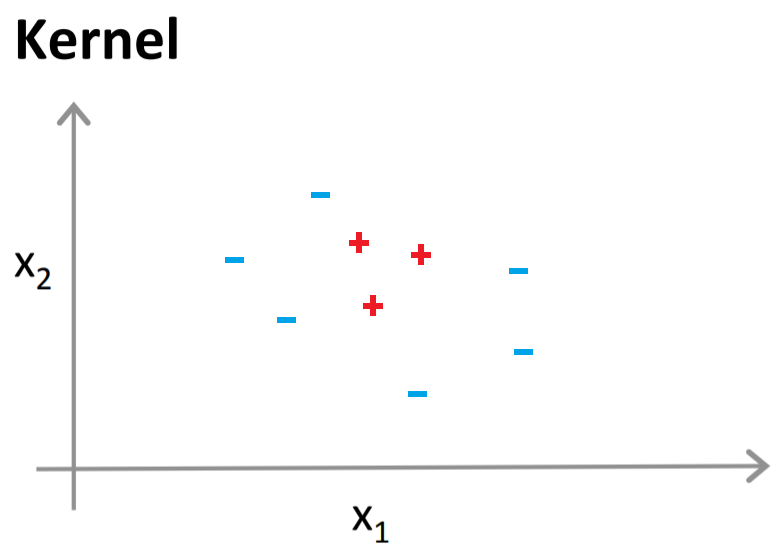 Kernel
x₂
x₁